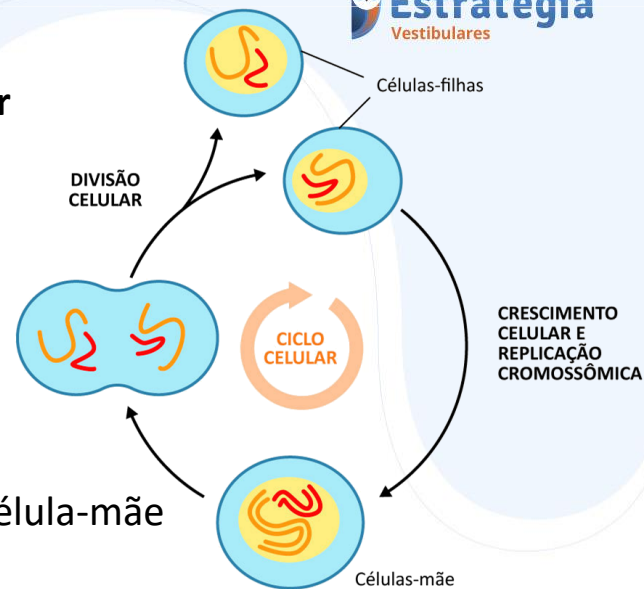 Estratégia
Vestibulares
Células-filhas
r
DIVISÃO
CELULAR
CRESCIMENTO
CELULAR E
REPLICAÇÃO
CROMOSSÔMICA
CICLO
CELULAR
élula-mãe
Células-mãe